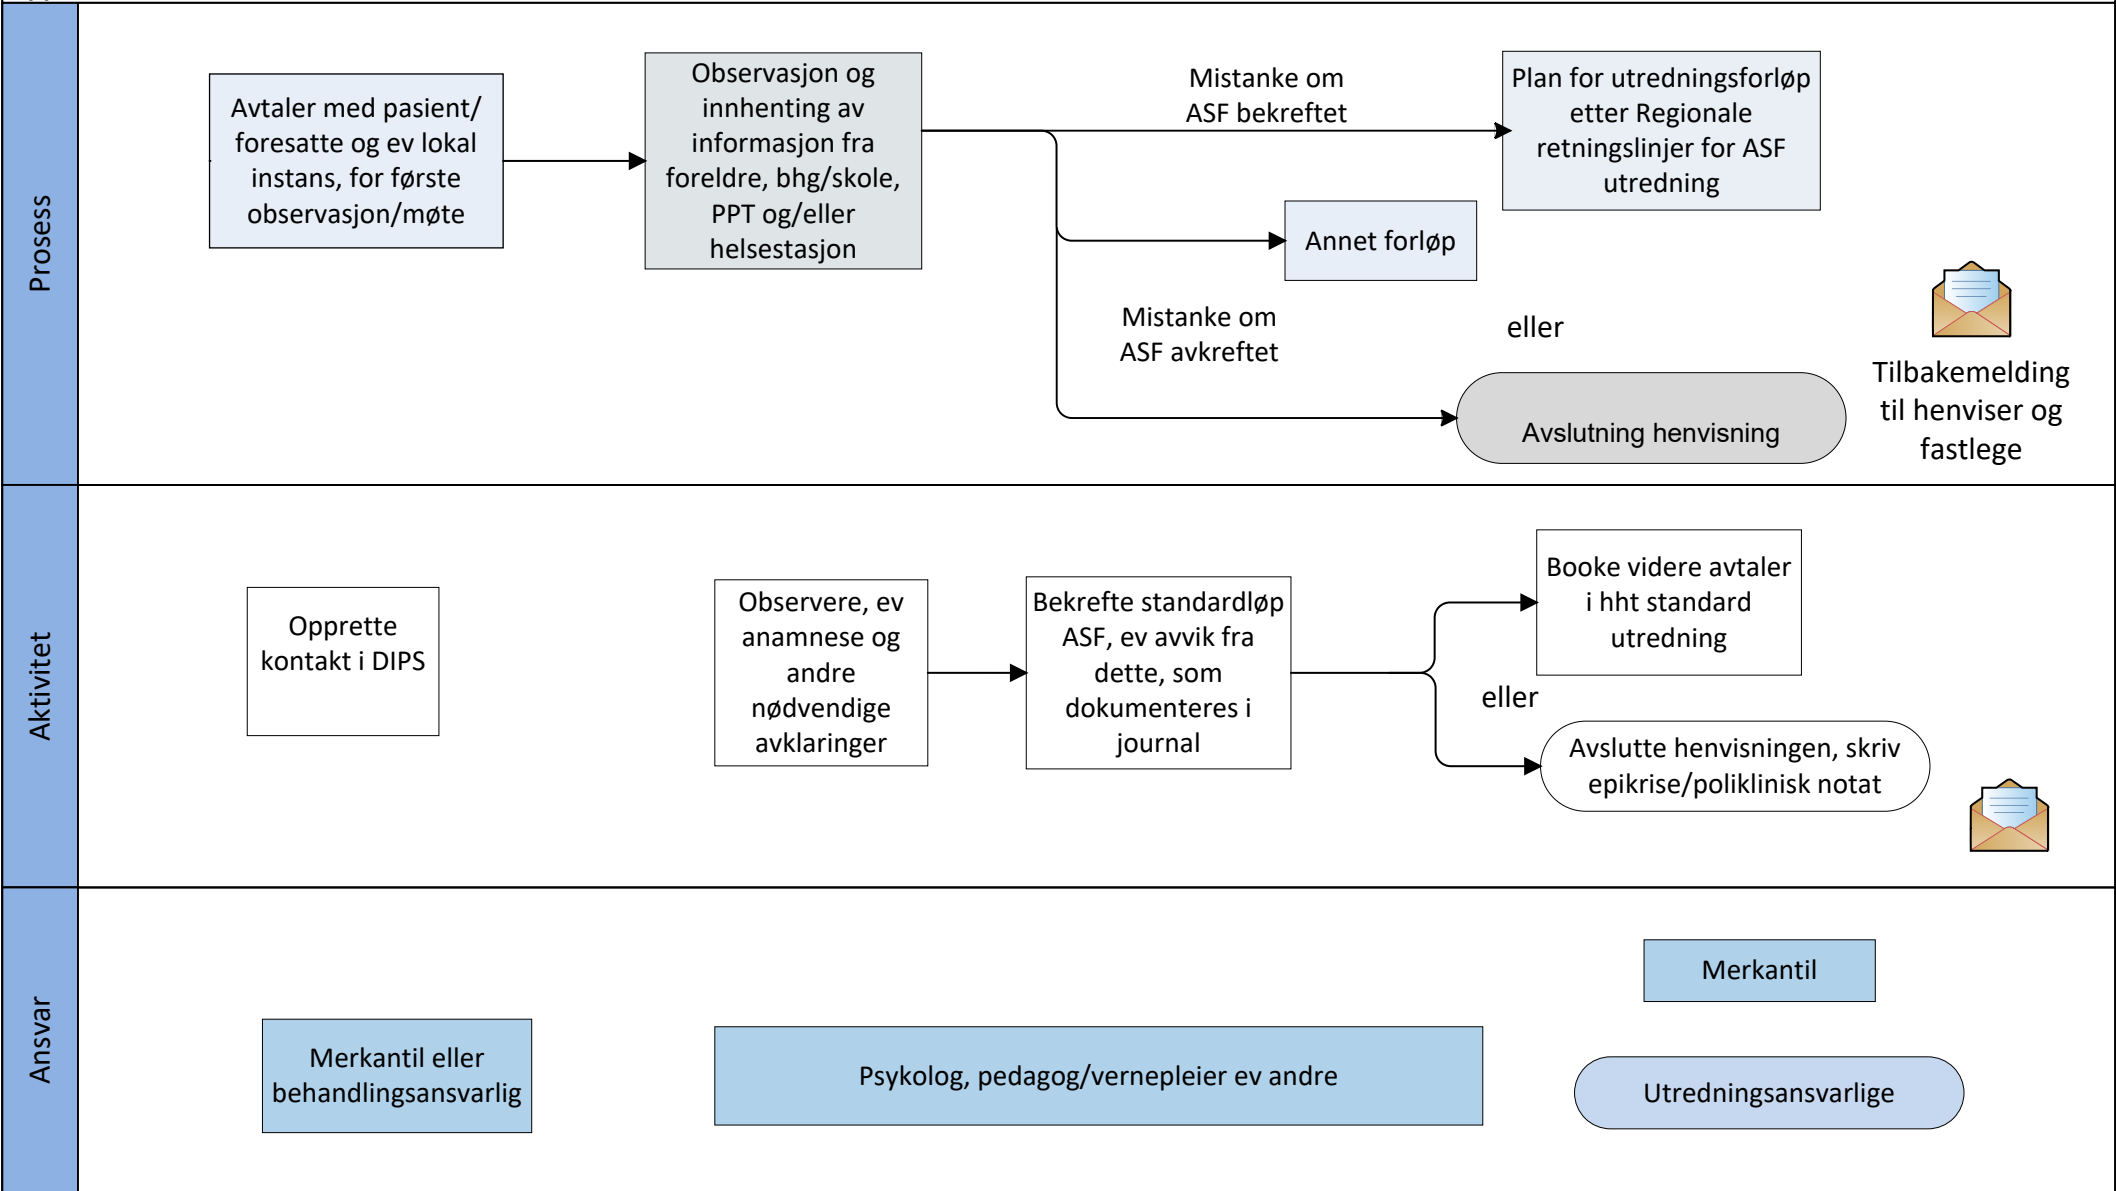 Prosess
Avtaler med pasient/
foresatte og ev lokal
instans, for første
observasjon/møte
Observasjon og
innhenting av
informasjon fra
foreldre, bhg/skole,
PPT og/eller
helsestasjon
Mistanke om
ASF bekreftet
Plan for utredningsforløp
etter Regionale
retningslinjer for ASF
utredning
Annet forløp
Mistanke om
ASF avkreftet
eller
Avslutning henvisning
Tilbakemelding
til henviser og
fastlege
Aktivitet
Opprette
kontakt i DIPS
Observere, ev
anamnese og
andre
nødvendige
avklaringer
Bekrefte standardløp
ASF, ev avvik fra
dette, som
dokumenteres i
journal
Booke videre avtaler
i hht standard
utredning
eller
Avslutte henvisningen, skriv
epikrise/poliklinisk notat
Ansvar
Merkantil eller
behandlingsansvarlig
Psykolog, pedagog/vernepleier ev andre
Merkantil
Utredningsansvarlige